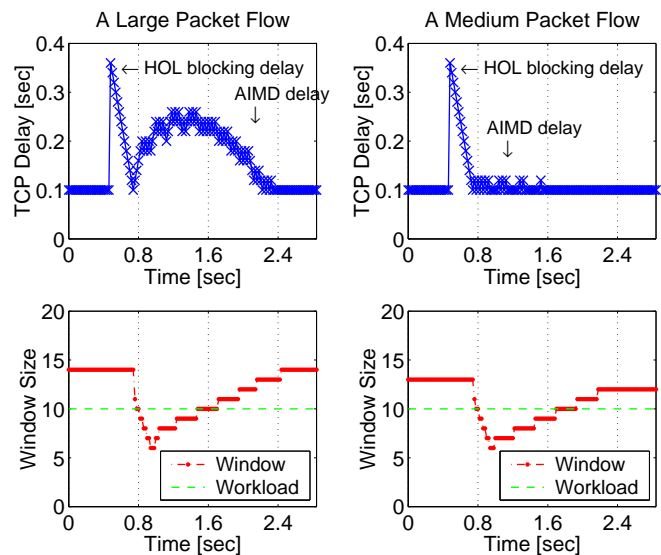 A Large Packet Flow
0.4
0.3
0.2
0.1
0
TCP Delay [sec]
← HOL blocking delay
AIMD delay
↓
0 0.8 1.6 2.4
Time [sec]
A Medium Packet Flow
0.4
0.3
0.2
0.1
0
TCP Delay [sec]
← HOL blocking delay
AIMD delay
↓
0 0.8 1.6 2.4
Time [sec]
20
15
10
5
0
Window Size
Window
Workload
0 0.8 1.6 2.4
Time [sec]
20
15
10
5
0
Window Size
Window
Workload
0 0.8 1.6 2.4
Time [sec]